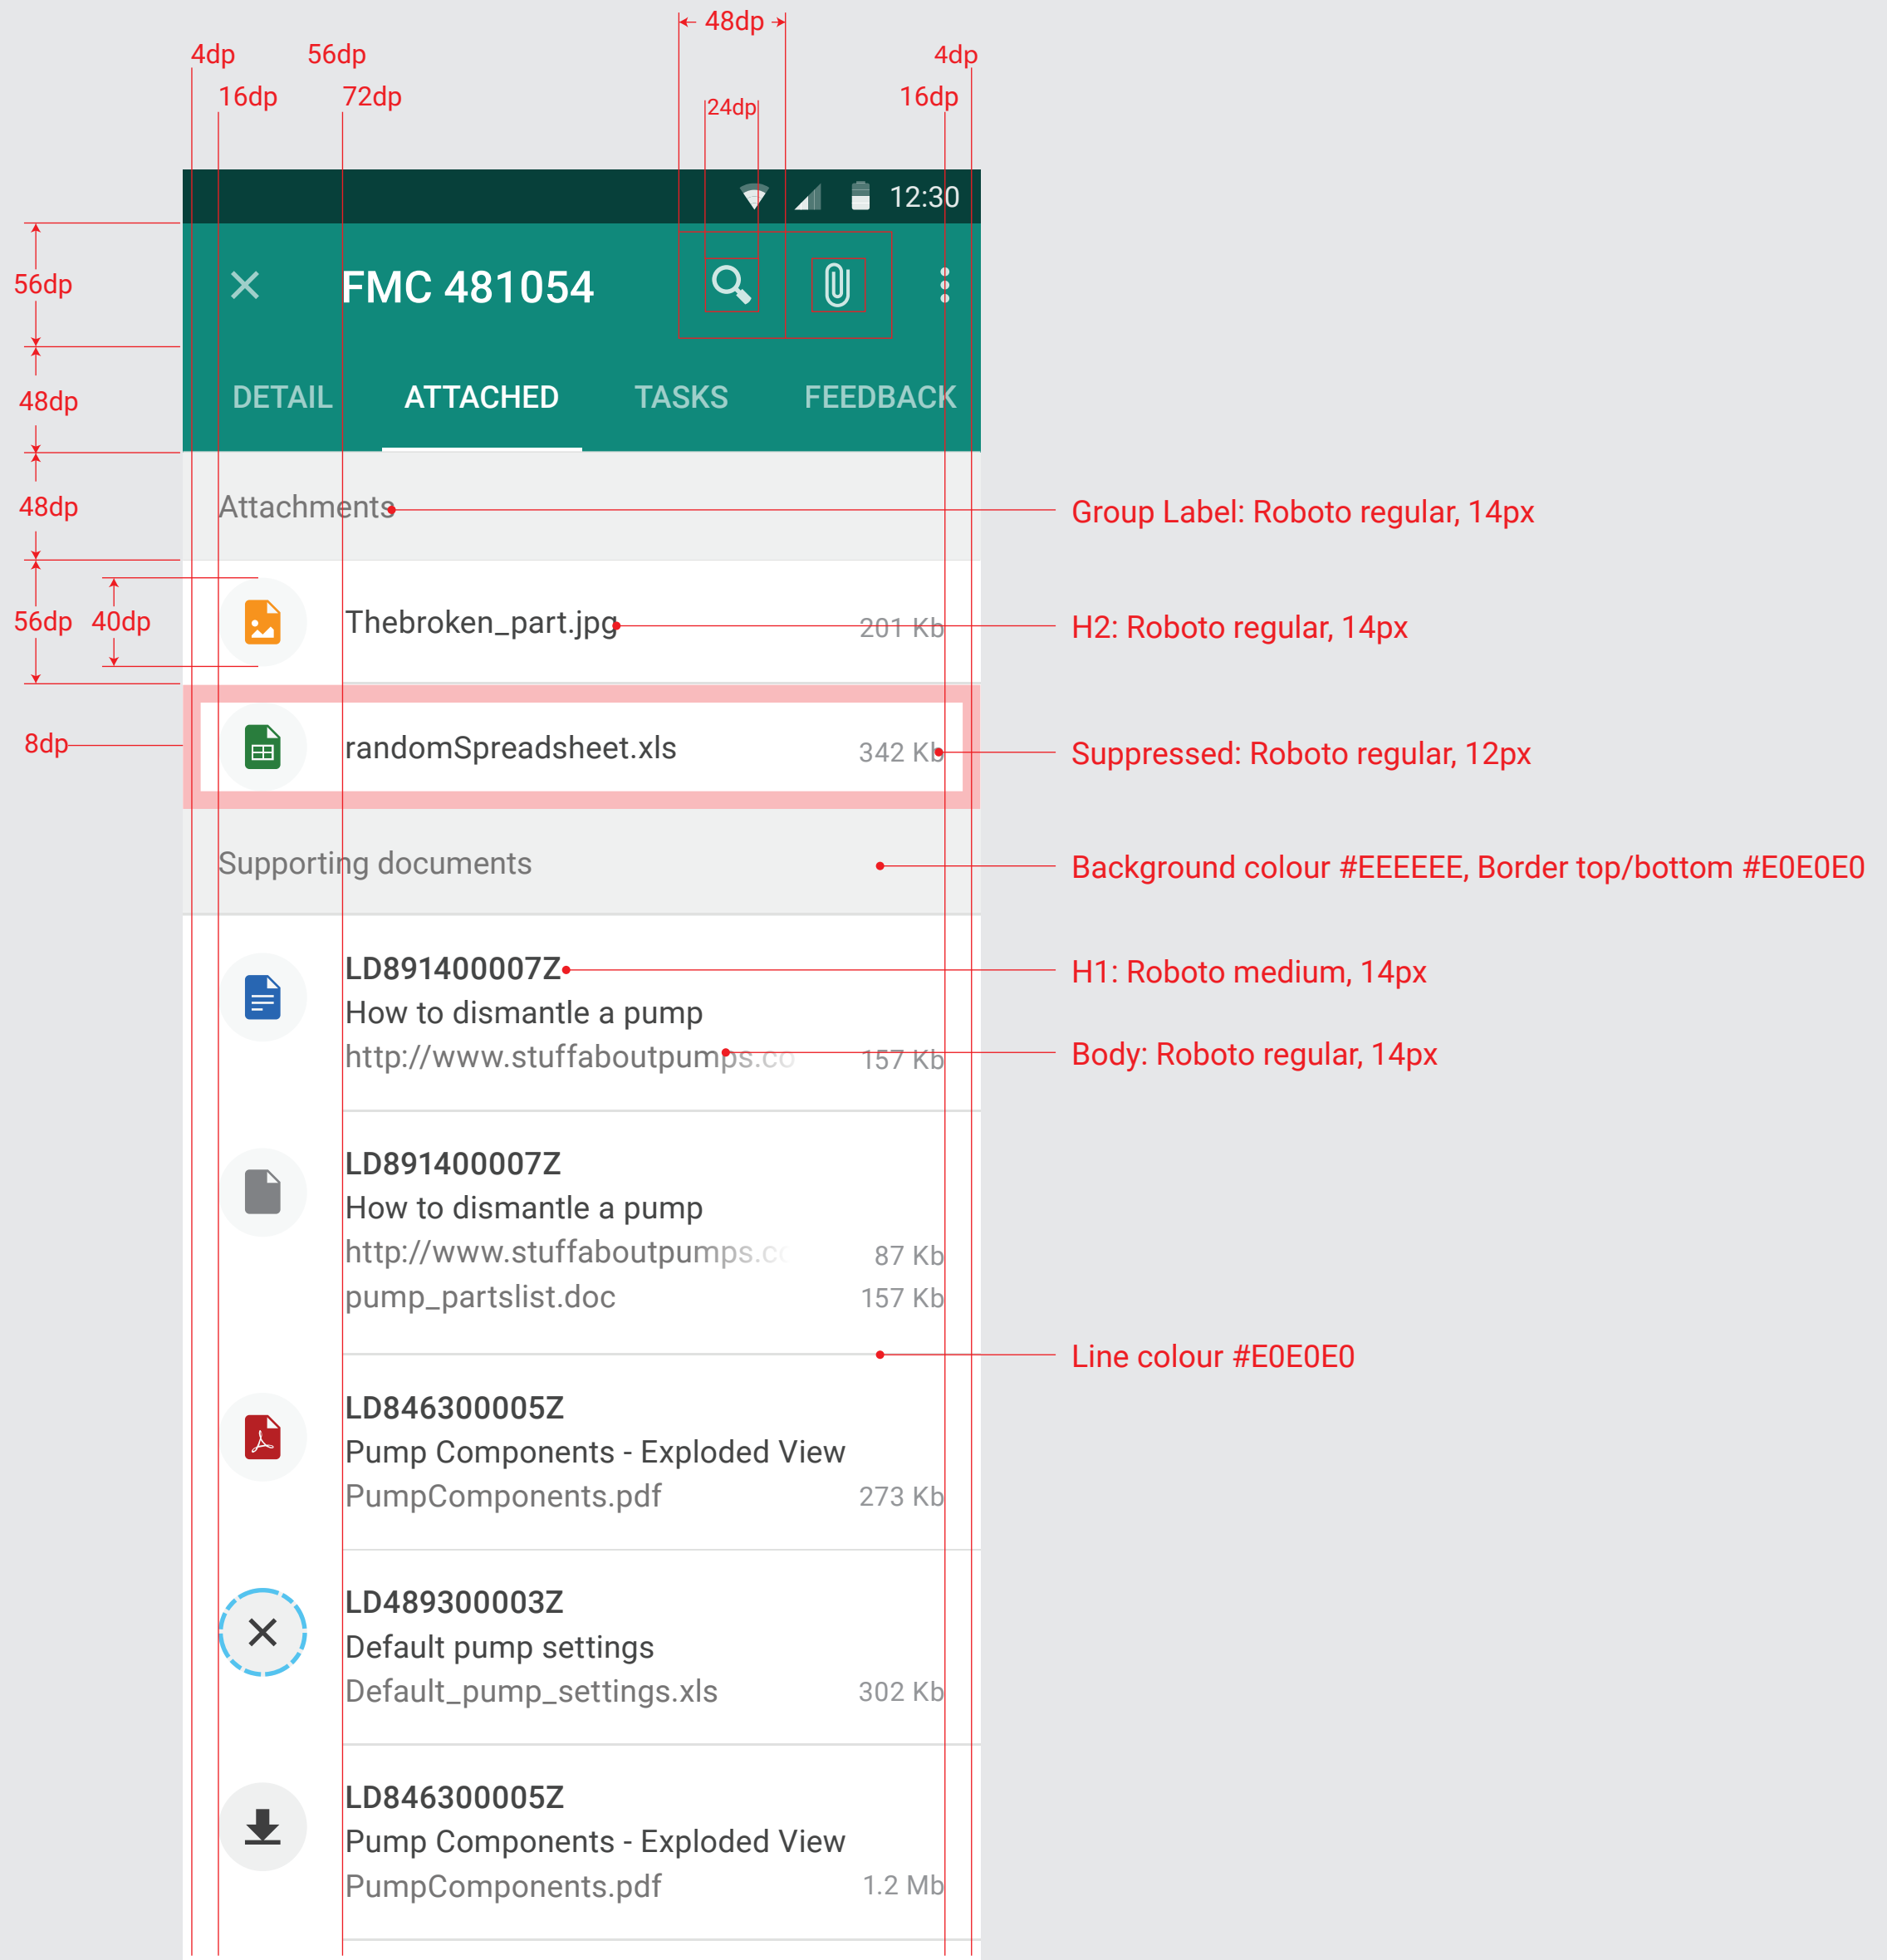 48dp
4dp
56dp
4dp
16dp
72dp
24dp
16dp
12:30
56dp
FMC 481054
48dp
DETAIL
ATTACHED
TASKS
FEEDBACK
48dp
Attachments
Group Label: Roboto regular, 14px
56dp
40dp
Thebroken_part.jpg
201 Kb
H2: Roboto regular, 14px
8dp
randomSpreadsheet.xls
342 Kb
Suppressed: Roboto regular, 12px
Supporting documents
Background colour #EEEEEE, Border top/bottom #E0E0E0
LD891400007Z
H1: Roboto medium, 14px
How to dismantle a pump
http://www.stuffaboutpumps.co
157 Kb
Body: Roboto regular, 14px
LD891400007Z
How to dismantle a pump
http://www.stuffaboutpumps.co
87 Kb
pump_partslist.doc
157 Kb
Line colour #E0E0E0
LD846300005Z
Pump Components - Exploded View
PumpComponents.pdf
273 Kb
LD489300003Z
Default pump settings
Default_pump_settings.xls
302 Kb
LD846300005Z
Pump Components - Exploded View
PumpComponents.pdf
1.2 Mb